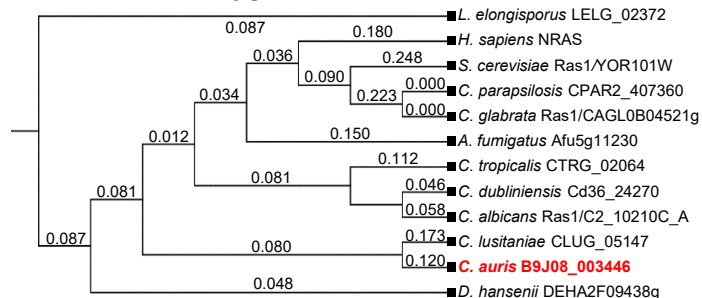 L. elongisporus LELG_02372
0.087
0.180
H. sapiens NRAS
0.036
0.248
S. cerevisiae Ras1/YOR101W
0.090
0.000
C. parapsilosis CPAR2_407360
0.034
0.223
0.000
C. glabrata Ras1/CAGL0B04521g
0.012
0.150
A. fumigatus Afu5g11230
0.112
C. tropicalis CTRG_02064
0.081
0.046
C. dubliniensis Cd36_24270
0.081
0.058
C. albicans Ras1/C2_10210C_A
0.173
C. lusitaniae CLUG_05147
0.087
0.080
0.120
C. auris B9J08_003446
0.048
D. hansenii DEHA2F09438g